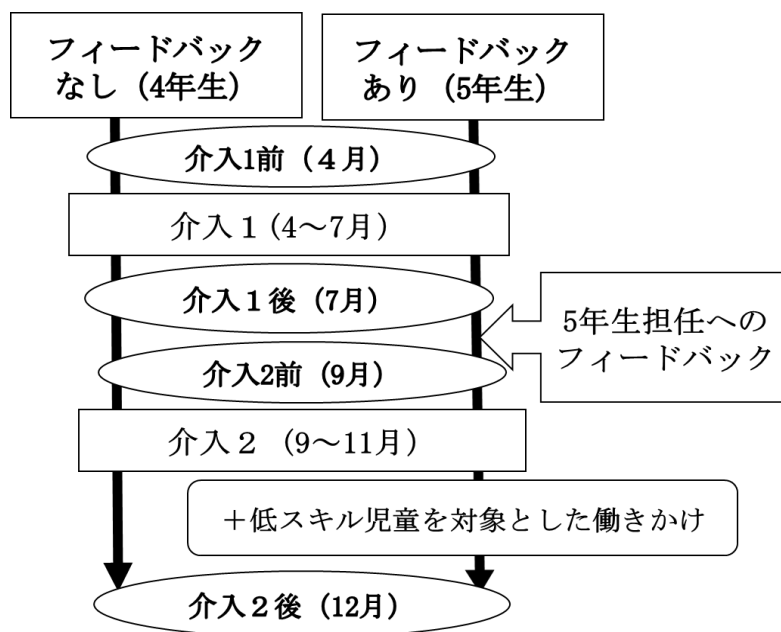 フィードバック
なし（4年生）
フィードバック
あり（5年生）
介入1前（４月）
介入１（4～7月）
介入１後（7月）
5年生担任への
フィードバック
介入2前（9月）
介入２（9～11月）
＋低スキル児童を対象とした働きかけ
介入２後（12月）